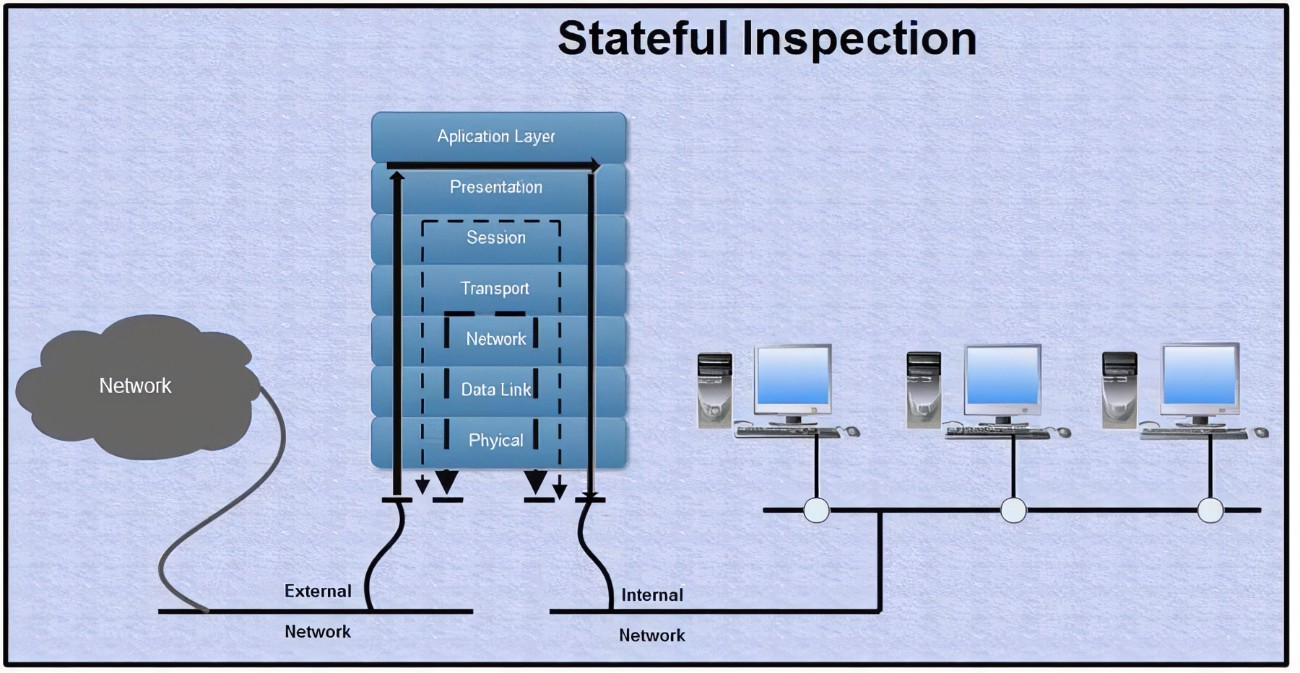 Stateful Inspection
Aplication Layer
Presentation
Session
Transport
Network
Data Link
Phyical
Network
External
Network
Internal
Network